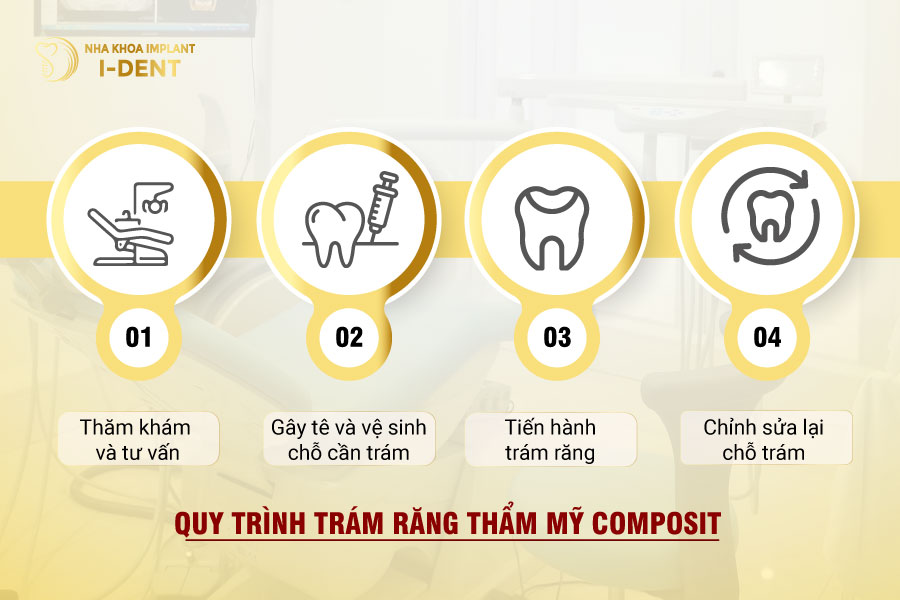 NHA KHOA IMPLANT
I-DENT
01
02
03
04
Thăm khám
và tư vấn
Gây tê và vệ sinh
chỗ cần trám
Tiến hành
trám răng
Chỉnh sửa lại
chỗ trám
QUY TRÌNH TRÁM RĂNG THẨM MỸ COMPOSIT